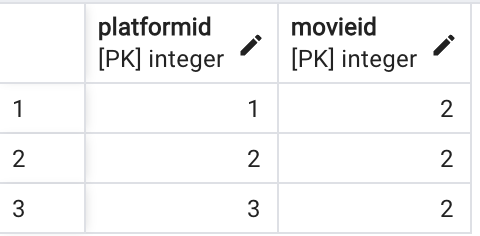 platformid movieid
[PK] integer [PK] integer
1 1 2
2 2 2
3 3 2